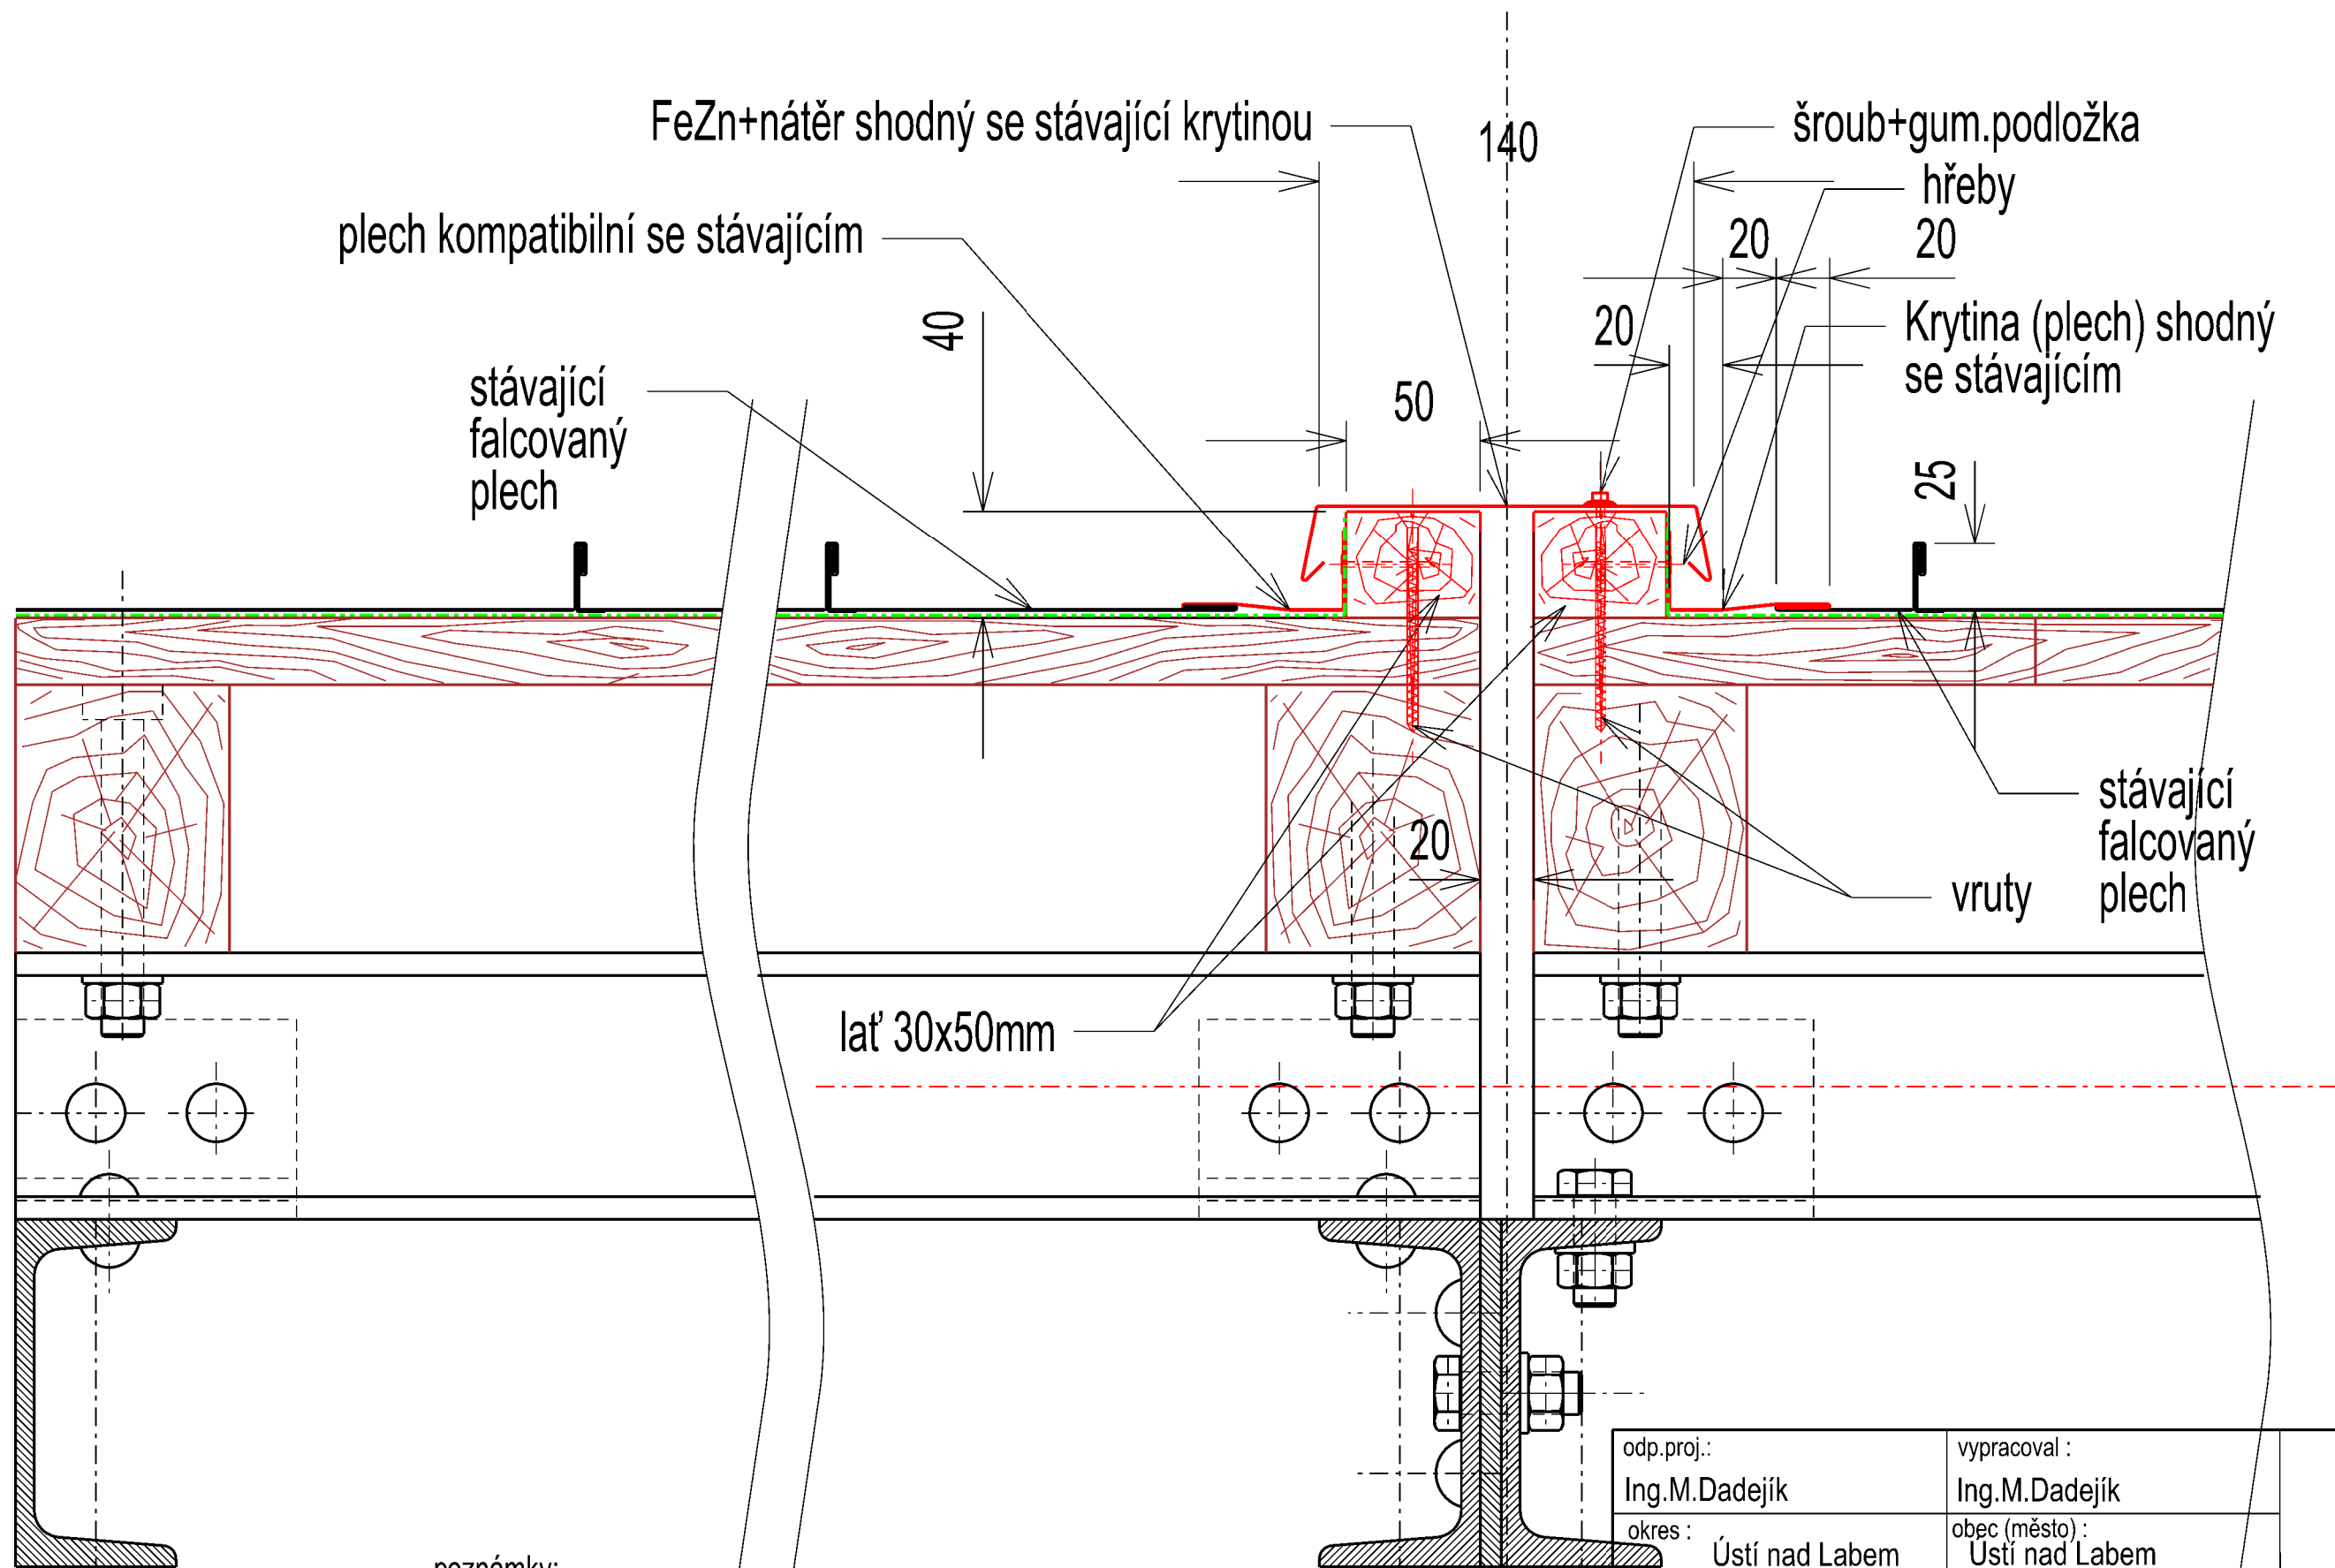 FeZn+nátěr shodný se stávající krytinou
140
šroub+gum.podložka
hřeby
plech kompatibilní se stávajícím
20
20
40
20
Krytina (plech) shodný
se stávajícím
stávající
falcovaný
plech
50
25
stávající
falcovaný
plech
20
vruty
lať 30x50mm
odp.proj.:
vypracoval :
Ing.M.Dadejík
Ing.M.Dadejík
okres :
obec (město) :
Ústí nad Labem
Ústí nad Labem
poznámky: